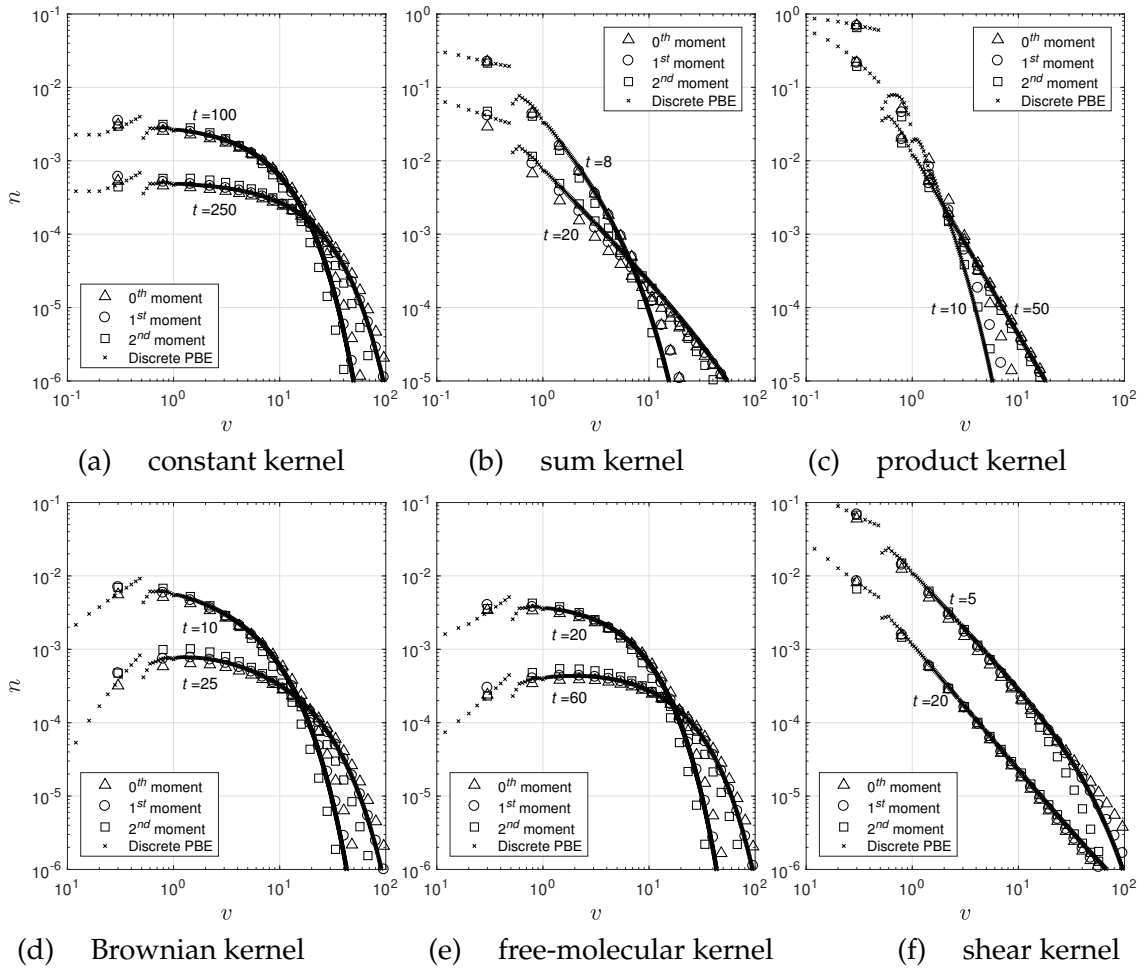 10^-1
10^-2
10^-3
10^-4
10^-5
10^-6
n
t=100
t=250
0^th moment
1^st moment
2^nd moment
Discrete PBE
10^-1 10^0 10^1 10^2
v
(a) constant kernel
10^0
10^-1
10^-2
10^-3
10^-4
10^-5
0^th moment
1^st moment
2^nd moment
Discrete PBE
t=8
t=20
10^-1 10^0 10^1 10^2
v
(b) sum kernel
10^0
10^-1
10^-2
10^-3
10^-4
10^-5
0^th moment
1^st moment
2^nd moment
Discrete PBE
t=10
t=50
10^-1 10^0 10^1 10^2
v
(c) product kernel
10^-1
10^-2
10^-3
10^-4
10^-5
10^-6
n
t=10
t=25
0^th moment
1^st moment
2^nd moment
Discrete PBE
10^-1 10^0 10^1 10^2
v
(d) Brownian kernel
10^-1
10^-2
10^-3
10^-4
10^-5
10^-6
t=20
t=60
0^th moment
1^st moment
2^nd moment
Discrete PBE
10^-1 10^0 10^1 10^2
v
(e) free-molecular kernel
10^-1
10^-2
10^-3
10^-4
10^-5
10^-6
t=5
t=20
0^th moment
1^st moment
2^nd moment
Discrete PBE
10^-1 10^0 10^1 10^2
v
(f) shear kernel